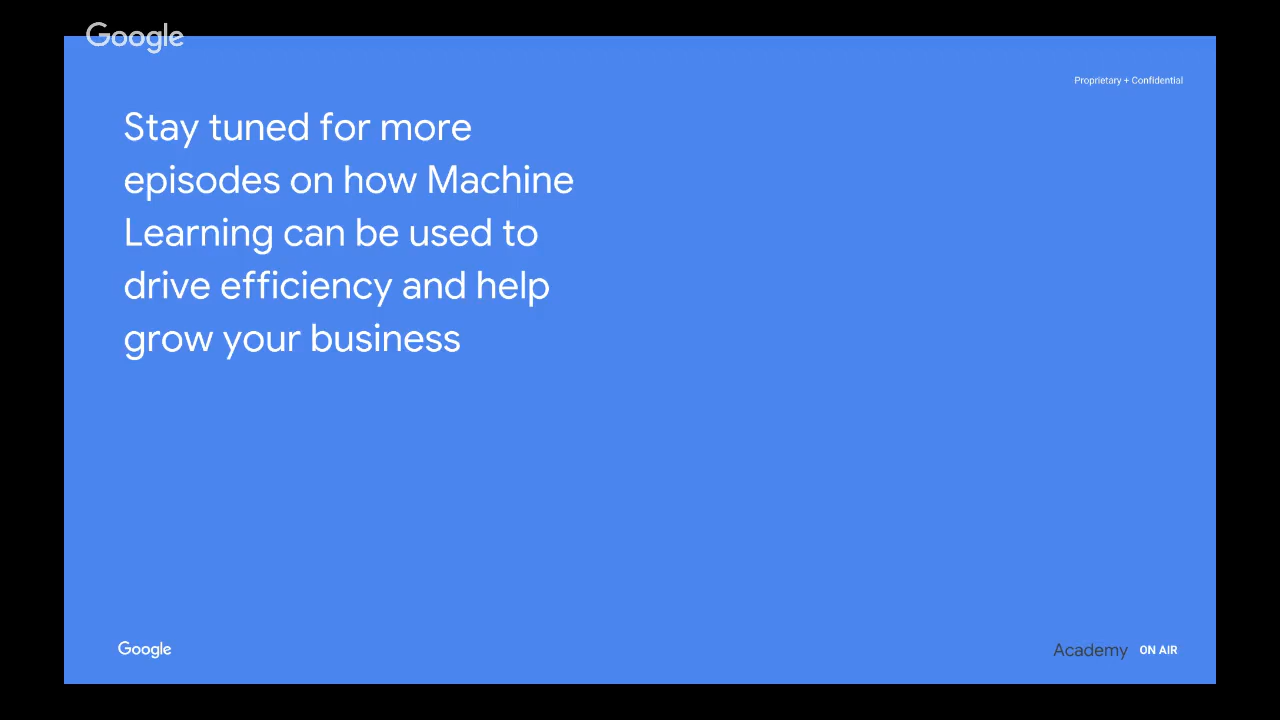 Google
Proprietary + Confidential
Stay tuned for more
episodes on how Machine
Learning can be used to
drive efficiency and help
grow your business
Google
Academy ON AIR